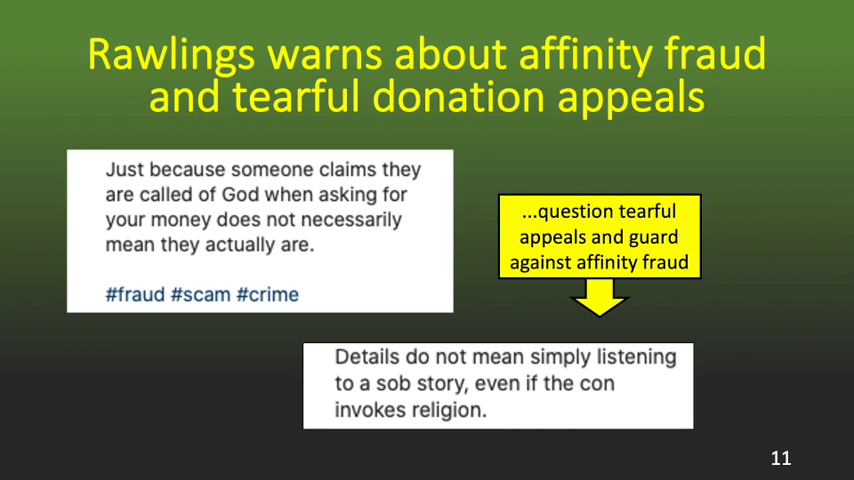 Rawlings warns about affinity fraud
and tearful donation appeals
Just because someone claims they
are called of God when asking for
your money does not necessarily
mean they actually are.
#fraud #scam #crime
...question tearful
appeals and guard
against affinity fraud
Details do not mean simply listening
to a sob story, even if the con
invokes religion.
11